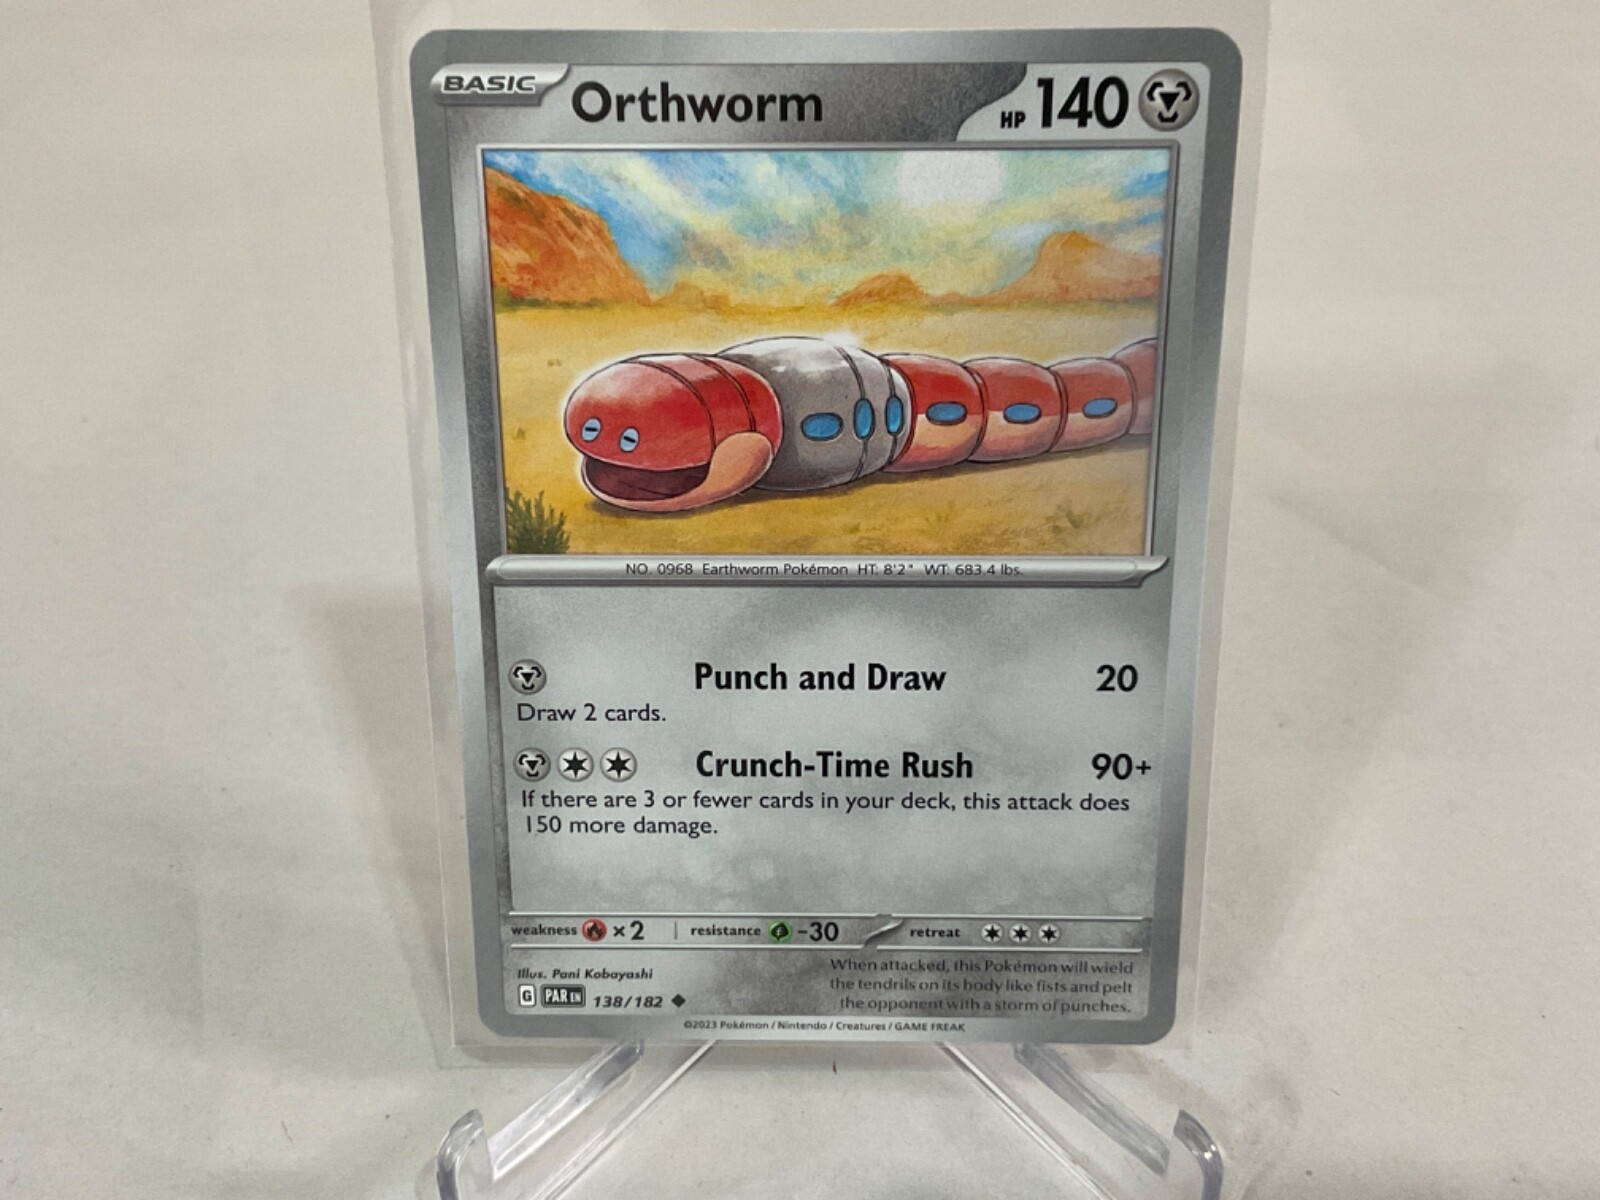 BASIC Orthworm HP 140
NO. 0968 Earthworm Pokémon HT: 8'2" WT: 683.4 lbs.
Punch and Draw 20
Draw 2 cards.
Crunch-Time Rush 90+
If there are 3 or fewer cards in your deck, this attack does
150 more damage.
weakness ×2 | resistance -30 retreat
Illus. Pani Kobayashi
G PAR EN 138/182
When attacked, this Pokémon will wield
the tendrils on its body like fists and pelt
the opponent with a storm of punches.
©2023 Pokémon / Nintendo / Creatures / GAME FREAK